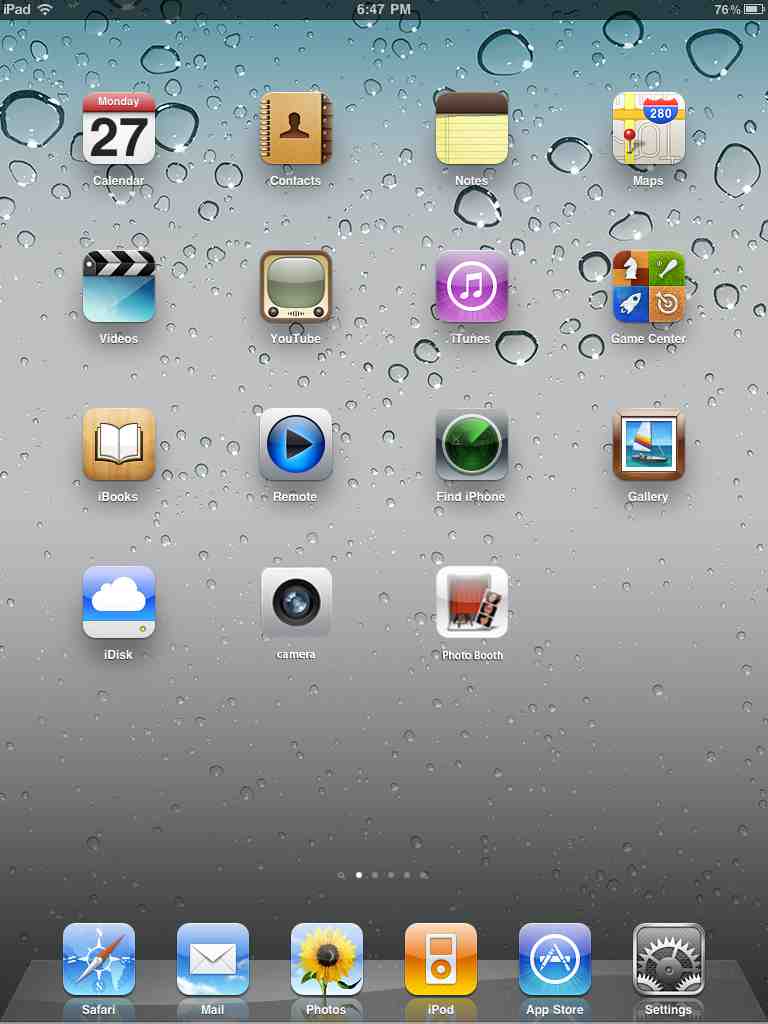 iPad 6:47 PM 76%
Monday
27
280
Calendar Contacts Notes Maps
Videos YouTube iTunes Game Center
iBooks Remote Find iPhone Gallery
iDisk camera Photo Booth
Safari Mail Photos iPod App Store Settings